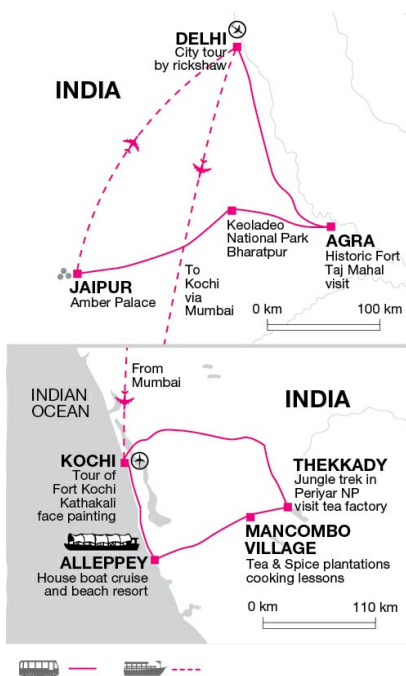 DELHI
City tour
by rickshaw
INDIA
Keoladeo
National Park
Bharatpur
AGRA
Historic Fort
Taj Mahal
visit
JAIPUR
Amber Palace
To
Kochi
via
Mumbai
0 km 100 km
From
Mumbai
INDIAN
OCEAN
INDIA
KOCHI
Tour of
Fort Kochi
Kathakali
face painting
THEKKADY
Jungle trek in
Periyar NP
visit tea factory
MANCOMBO
VILLAGE
Tea & Spice plantations
cooking lessons
ALLEPPEY
House boat cruise
and beach resort
0 km 110 km